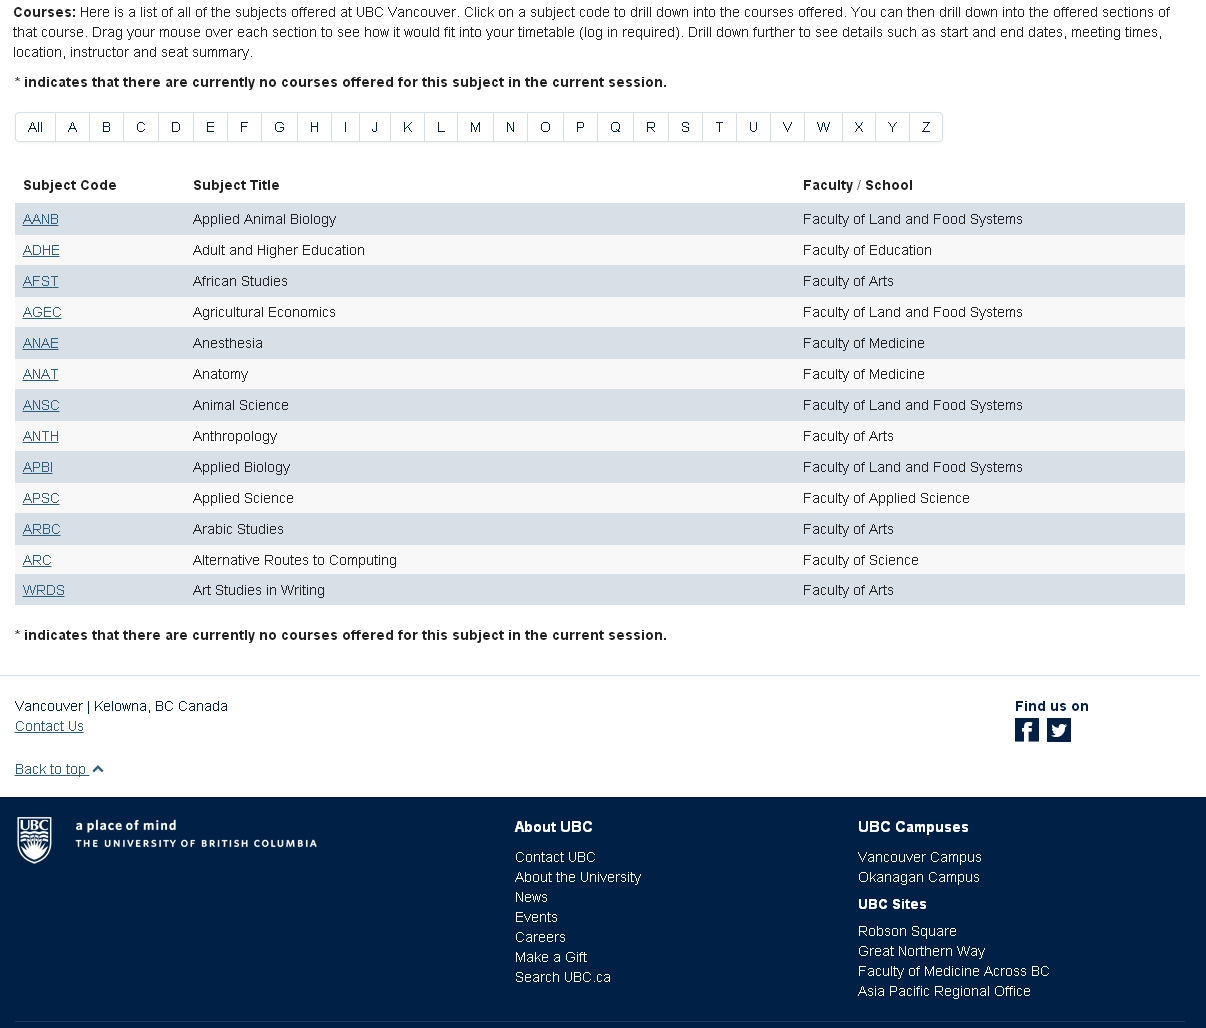 Courses: Here is a list of all of the subjects offered at UBC Vancouver. Click on a subject code to drill down into the courses offered. You can then drill down into the offered sections of
that course. Drag your mouse over each section to see how it would fit into your timetable (log in required). Drill down further to see details such as start and end dates, meeting times,
location, instructor and seat summary.
* indicates that there are currently no courses offered for this subject in the current session.
All A B C D E F G H I J K L M N O P Q R S T U V W X Y Z
Subject Code Subject Title Faculty / School
AANB Applied Animal Biology Faculty of Land and Food Systems
ADHE Adult and Higher Education Faculty of Education
AFST African Studies Faculty of Arts
AGEC Agricultural Economics Faculty of Land and Food Systems
ANAE Anesthesia Faculty of Medicine
ANAT Anatomy Faculty of Medicine
ANSC Animal Science Faculty of Land and Food Systems
ANTH Anthropology Faculty of Arts
APBI Applied Biology Faculty of Land and Food Systems
APSC Applied Science Faculty of Applied Science
ARBC Arabic Studies Faculty of Arts
ARC Alternative Routes to Computing Faculty of Science
WRDS Art Studies in Writing Faculty of Arts
* indicates that there are currently no courses offered for this subject in the current session.
Vancouver | Kelowna, BC Canada
Contact Us
Find us on
Back to top
UBC
a place of mind
THE UNIVERSITY OF BRITISH COLUMBIA
About UBC
Contact UBC
About the University
News
Events
Careers
Make a Gift
Search UBC.ca
UBC Campuses
Vancouver Campus
Okanagan Campus
UBC Sites
Robson Square
Great Northern Way
Faculty of Medicine Across BC
Asia Pacific Regional Office